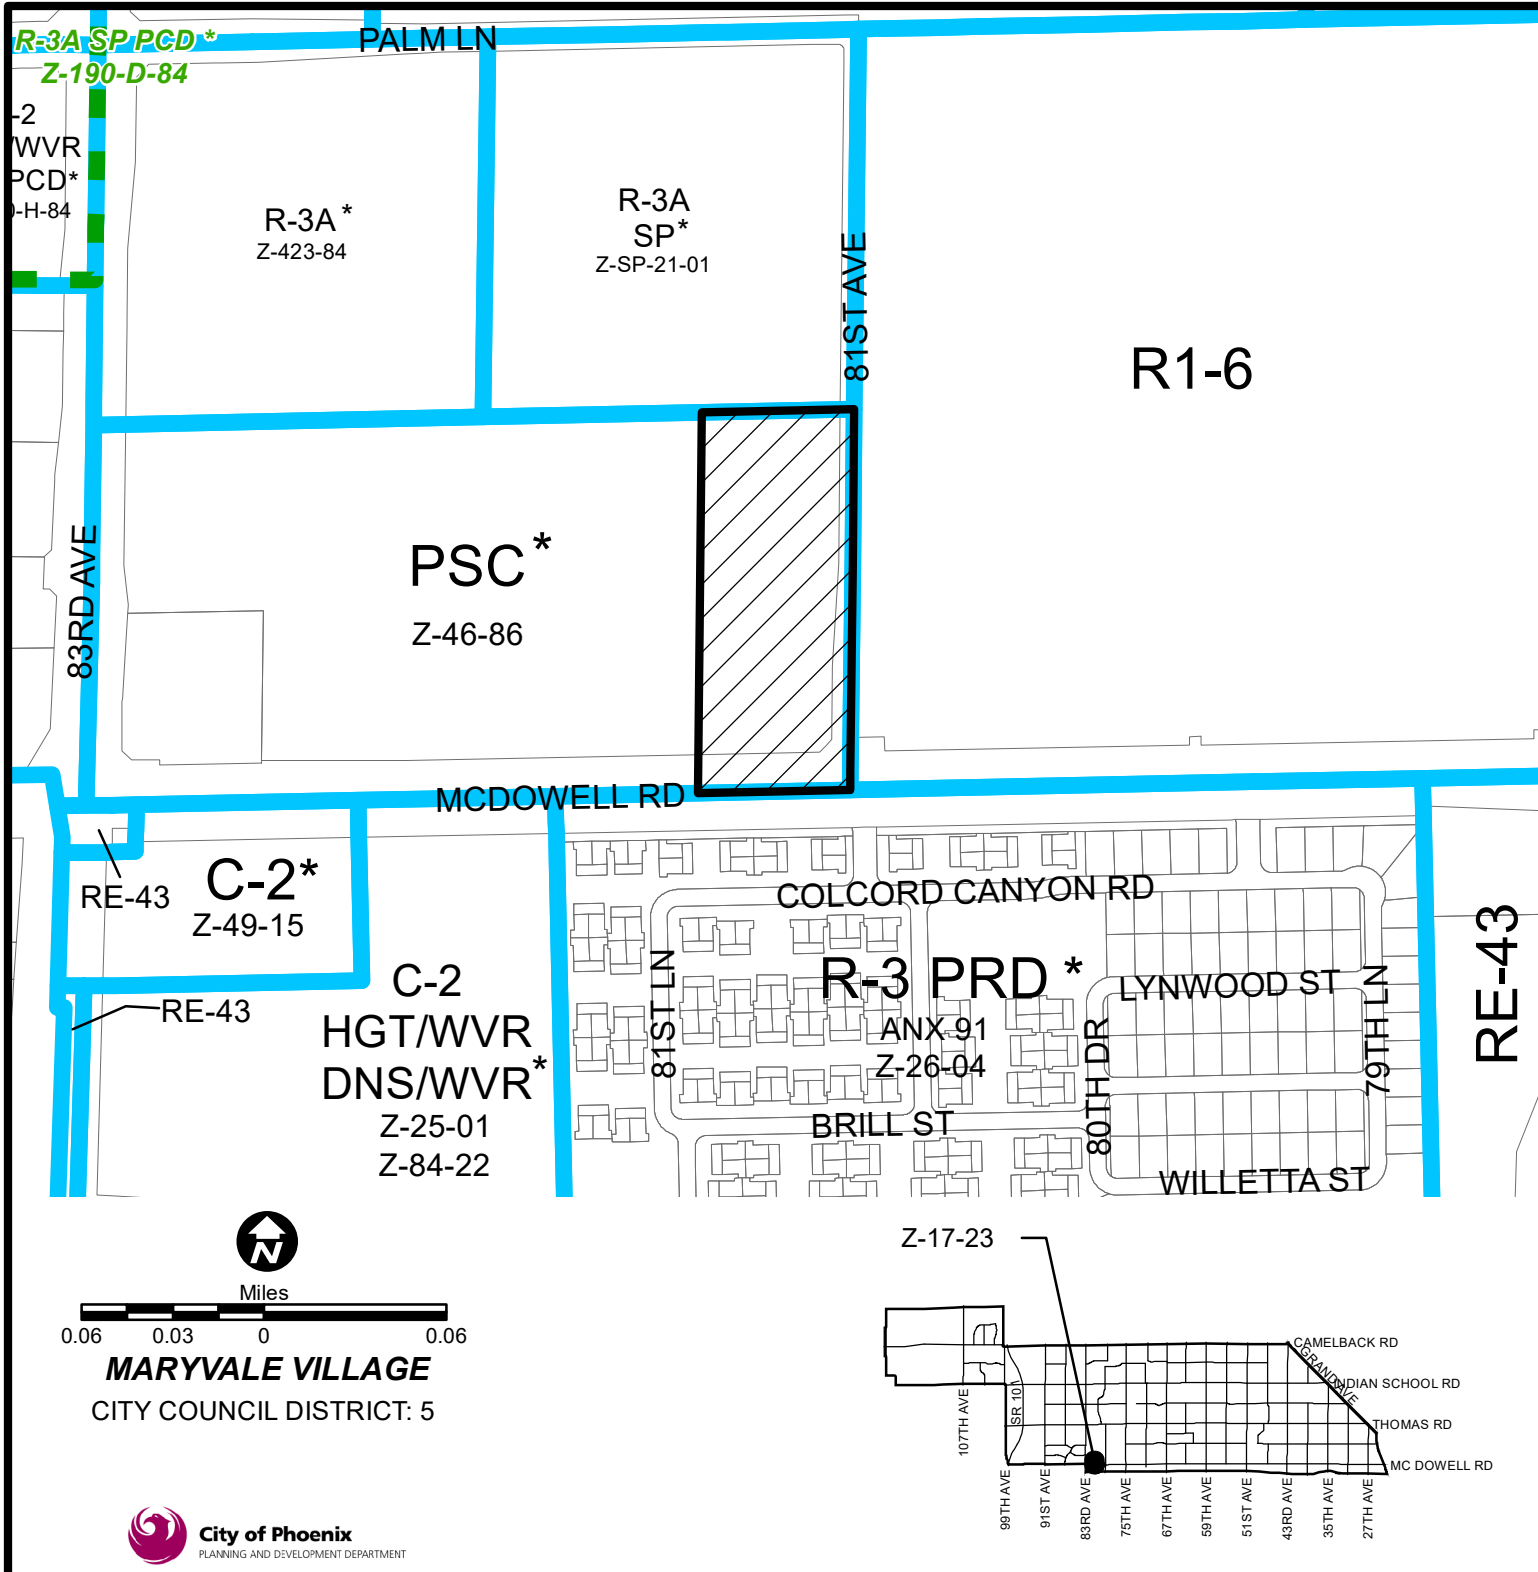 R-3A SP PCD *
Z-190-D-84
PALM LN
-2
/WVR
PCD*
-H-84
R-3A *
Z-423-84
R-3A
SP*
Z-SP-21-01
81ST AVE
R1-6
83RD AVE
PSC *
Z-46-86
MCDOWELL RD
RE-43
C-2*
Z-49-15
RE-43
C-2
HGT/WVR
DNS/WVR*
Z-25-01
Z-84-22
COLCORD CANYON RD
81ST LN
R-3 PRD *
ANX 91
Z-26-04
LYNWOOD ST
80TH DR
79TH LN
RE-43
BRILL ST
WILLETTA ST
N
Miles
0.06 0.03 0 0.06
MARYVALE VILLAGE
CITY COUNCIL DISTRICT: 5
City of Phoenix
PLANNING AND DEVELOPMENT DEPARTMENT
Z-17-23
CAMELBACK RD
GRAND AVE
INDIAN SCHOOL RD
THOMAS RD
MC DOWELL RD
107TH AVE
SR 101
99TH AVE
91ST AVE
83RD AVE
75TH AVE
67TH AVE
59TH AVE
51ST AVE
43RD AVE
35TH AVE
27TH AVE